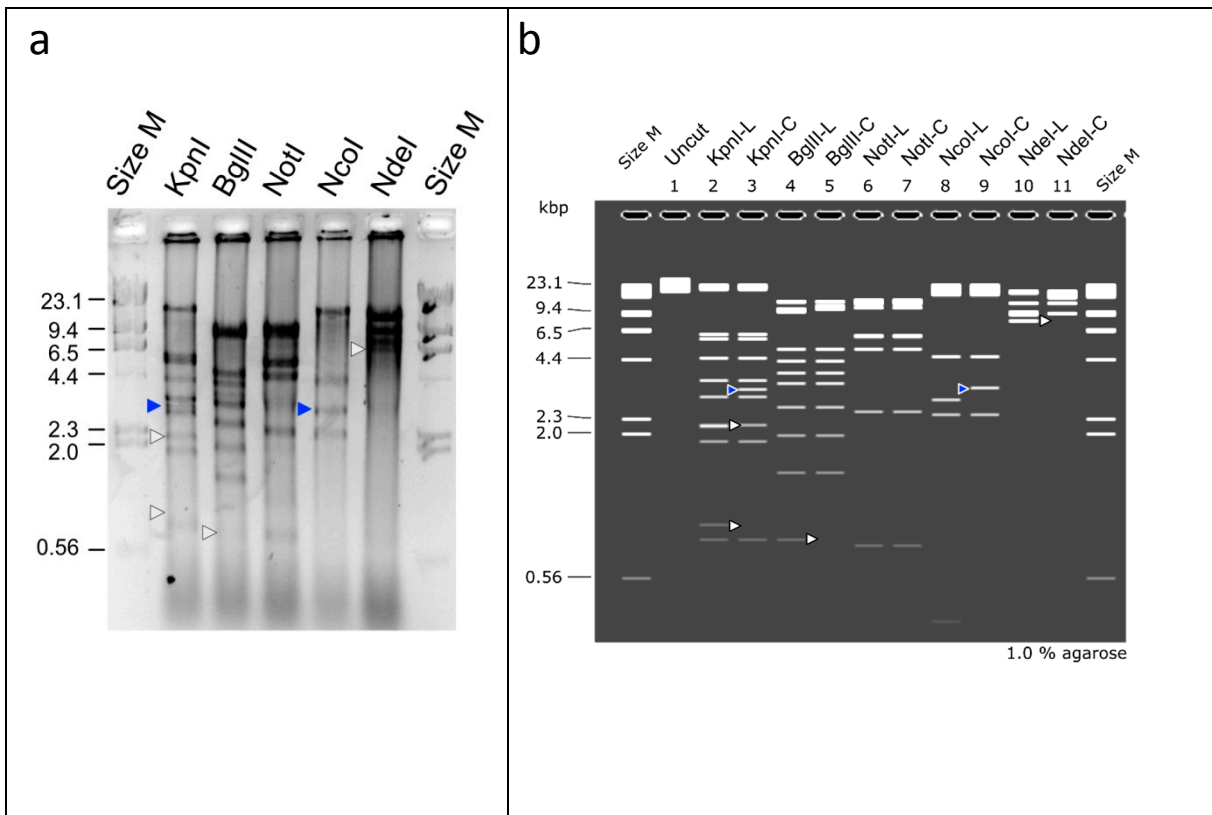 a
Size M
KpnI
BglII
NotI
NcoI
NdeI
Size M
23.1
9.4
6.5
4.4
2.3
2.0
0.56
b
Size M
Uncut
KpnI-L
KpnI-C
BglII-L
BglII-C
NotI-L
NotI-C
NcoI-L
NcoI-C
NdeI-L
NdeI-C
Size M
1 2 3 4 5 6 7 8 9 10 11
kbp
23.1
9.4
6.5
4.4
2.3
2.0
0.56
1.0 % agarose